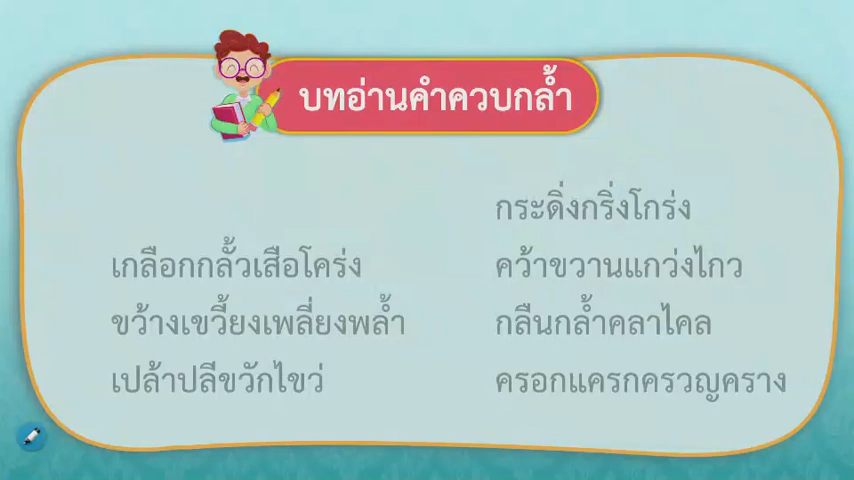 บทอ่านคำควบกล้ำ
กระดิ่งกริ่งโกร่ง
เกลือกกลั้วเสือโคร่ง
คว้าขวานแกว่งไกว
ขว้างเขวี้ยงเพลี่ยงพล้ำ
กลืนกล้ำคลาไคล
เปล้าปลีขวักไขว่
ครอกแครกครวญคราง